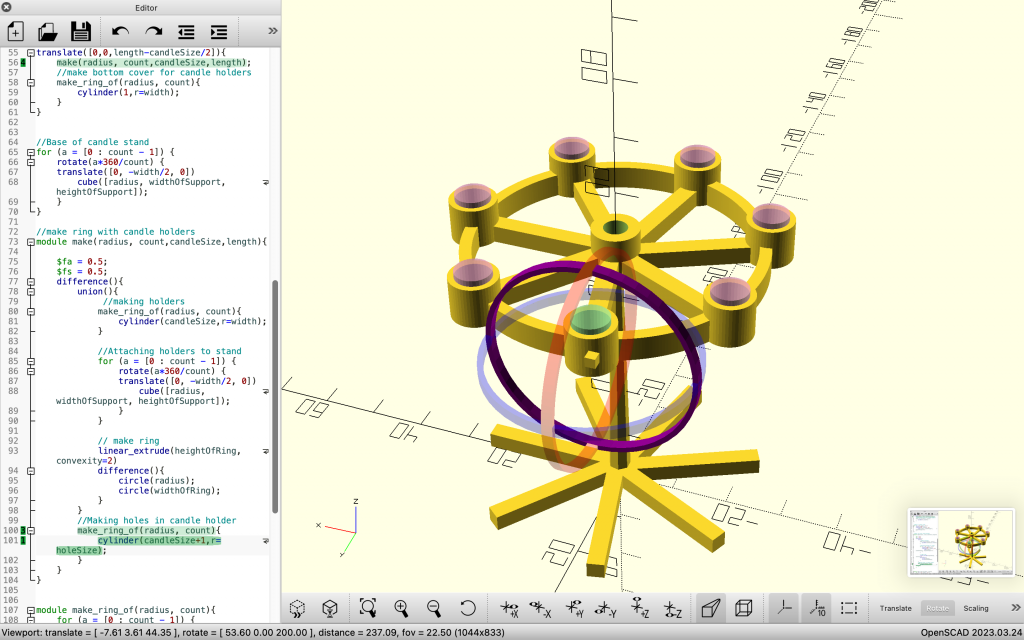 Editor
55 translate([0,0,length-candleSize/2]){
56 make(radius, count,candleSize,length); 4
57 //make bottom cover for candle holders
58 make_ring_of(radius, count){
59 cylinder(1,r=width);
60 }
61 }
62
63
64 //Base of candle stand
65 for (a = [0 : count - 1]) {
66 rotate(a*360/count) {
67 translate([0, -width/2, 0])
68 cube([radius, widthOfSupport,
heightOfSupport]);
69 }
70 }
71
72 //make ring with candle holders
73 module make(radius, count,candleSize,length){
74
75 $fa = 0.5;
76 $fs = 0.5;
77 difference(){
78 union(){
79 //making holders
80 make_ring_of(radius, count){
81 cylinder(candleSize,r=width);
82 }
83
84 //Attaching holders to stand
85 for (a = [0 : count - 1]) {
86 rotate(a*360/count) {
87 translate([0, -width/2, 0])
88 cube([radius,
widthOfSupport, heightOfSupport]);
89 }
90 }
91
92 // make ring
93 linear_extrude(heightOfRing,
convexity=2)
94 difference(){
95 circle(radius);
96 circle(widthOfRing);
97 }
98 }
99 //Making holes in candle holder
100 make_ring_of(radius, count){ 3
101 cylinder(candleSize+1,r= 1
holeSize);
102 }
103 }
104 }
105
106
107 module make_ring_of(radius, count){
108 for (a = [0 : count - 1]) {
60
60
40
20
20
-20
-40
x
y
z
10
Translate
Rotate
Scaling
Viewport: translate = [ -7.61 3.61 44.35 ], rotate = [ 53.60 0.00 200.00 ], distance = 237.09, fov = 22.50 (1044x833)
OpenSCAD 2023.03.24